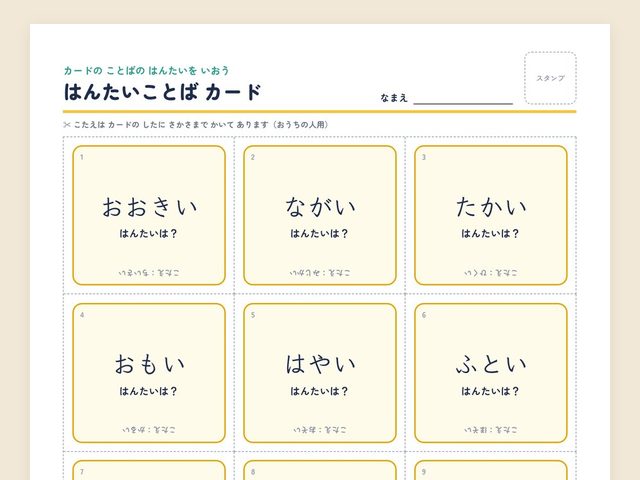 カードの ことばの はんたいを いおう
はんたいことば カード
なまえ
スタンプ
✂ こたえは カードの したに さかさまで かいて あります（おうちの人用）
1
おおきい
はんたいは？
こたえ：ちいさい
2
ながい
はんたいは？
こたえ：みじかい
3
たかい
はんたいは？
こたえ：ひくい
4
おもい
はんたいは？
こたえ：かるい
5
はやい
はんたいは？
こたえ：おそい
6
ふとい
はんたいは？
こたえ：ほそい
7
8
9